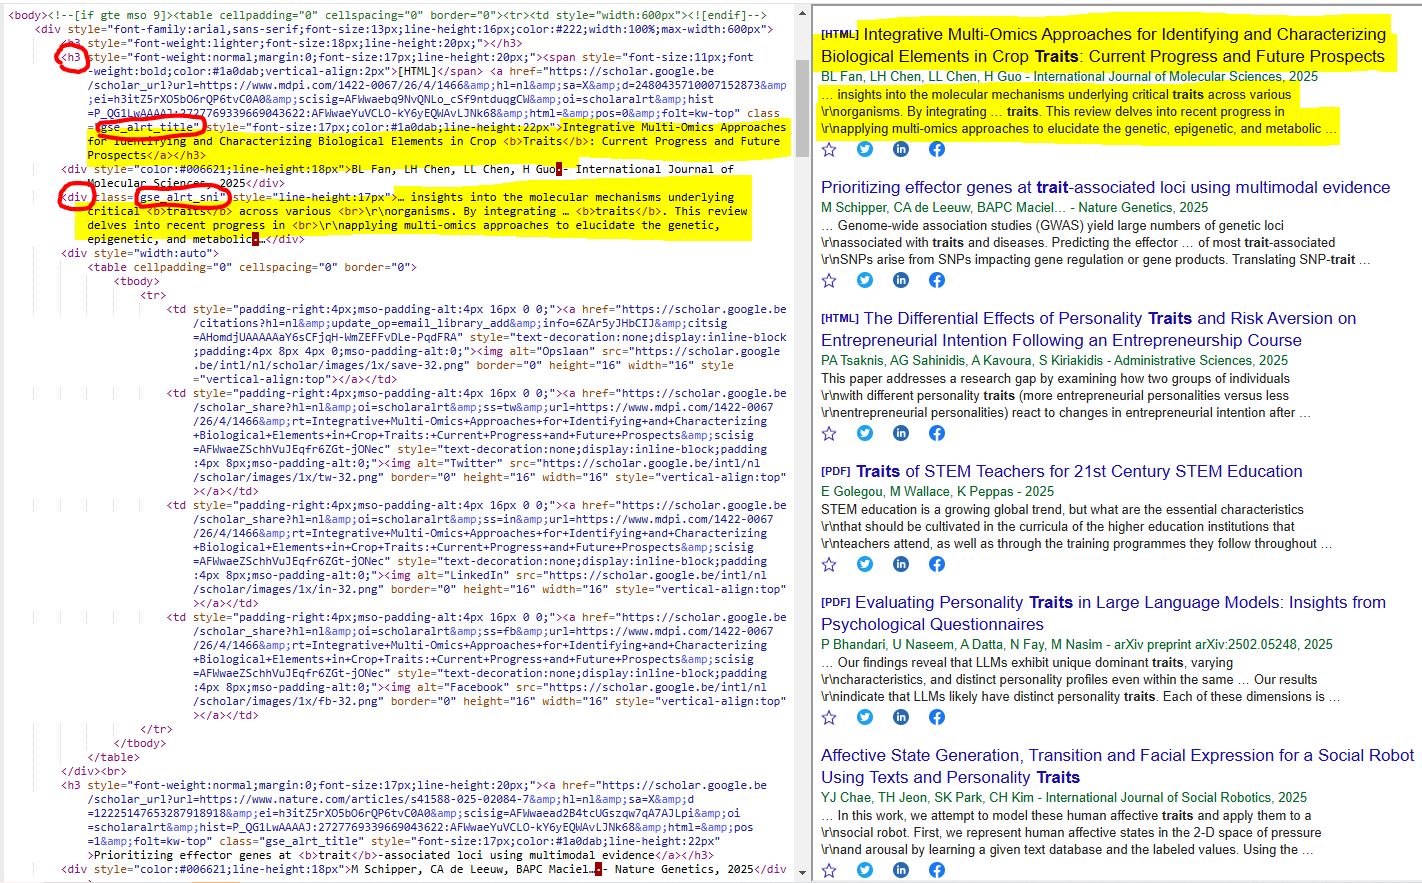 <body><!--[if gte mso 9]><table cellpadding="0" cellspacing="0" border="0"><tr><td style="width:600px"><![endif]-->
<div style="font-family:arial,sans-serif;font-size:13px;line-height:16px;color:#222;width:100%;max-width:600px">
<h3 style="font-weight:lighter;font-size:18px;line-height:20px;"></h3>
<h3 style="font-weight:normal;margin:0;font-size:17px;line-height:20px;"><span style="font-size:11px;font
-weight:bold;color:#1a0dab;vertical-align:2px">[HTML]</span> <a href="https://scholar.google.be
/scholar_url?url=https://www.mdpi.com/1422-0067/26/4/1466&amp;hl=nl&amp;sa=X&amp;d=2480435710007152873&amp
;ei=h3itZ5rXO5bO6rQP6tvC0A0&amp;scisig=AFWwaebq9NvQNLo_cSf9ntduqgCW&amp;oi=scholaralrt&amp;hist
339669043622:AFWwaeYuVCLO-kY6yEQWAvLJNk68&amp;html=&amp;pos=0&amp;folt=kw-top" class
="gse_alrt_title" style="font-size:17px;color:#1a0dab;line-height:22px">Integrative Multi-Omics Approaches
for Identifying and Characterizing Biological Elements in Crop <b>Traits</b>: Current Progress and Future
Prospects</a></h3>
<div style="color:#006621;line-height:18px">BL Fan, LH Chen, LL Chen, H Guo - International Journal of
Molecular Sciences, 2025</div>
<div class="gse_alrt_sni" style="line-height:17px">… insights into the molecular mechanisms underlying
critical <b>traits</b> across various <br>\r\norganisms. By integrating … <b>traits</b>. This review
delves into recent progress in <br>\r\napplying multi-omics approaches to elucidate the genetic,
epigenetic, and metabolic …</div>
<div style="width:auto">
<table cellpadding="0" cellspacing="0" border="0">
<tbody>
<tr>
<td style="padding-right:4px;mso-padding-alt:4px 16px 0 0;"><a href="https://scholar.google.be
/citations?hl=nl&amp;update_op=email_library_add&amp;info=6ZAr5yJHbCIJ&amp;citsig
=AHomdjUAAAAAaY6sCFjqH-WmZEFFvDLe-PqdFRA" style="text-decoration:none;display:inline-block
;padding:4px 8px 4px 0;mso-padding-alt:0;"><img alt="Opslaan" src="https://scholar.google
.be/intl/nl/scholar/images/1x/save-32.png" border="0" height="16" width="16" style
="vertical-align:top"></a></td>
<td style="padding-right:4px;mso-padding-alt:4px 16px 0 0;"><a href="https://scholar.google.be
/scholar_share?hl=nl&amp;oi=scholaralrt&amp;ss=tw&amp;url=https://www.mdpi.com/1422-0067
/26/4/1466&amp;rt=Integrative+Multi-Omics+Approaches+for+Identifying+and+Characterizing
+Biological+Elements+in+Crop+Traits:+Current+Progress+and+Future+Prospects&amp;scisig
=AFWwaeZSchhVuJEqfr6ZGt-jONec" style="text-decoration:none;display:inline-block;padding
:4px 8px;mso-padding-alt:0;"><img alt="Twitter" src="https://scholar.google.be/intl/nl
/scholar/images/1x/tw-32.png" border="0" height="16" width="16" style="vertical-align:top"
></a></td>
<td style="padding-right:4px;mso-padding-alt:4px 16px 0 0;"><a href="https://scholar.google.be
/scholar_share?hl=nl&amp;oi=scholaralrt&amp;ss=in&amp;url=https://www.mdpi.com/1422-0067
/26/4/1466&amp;rt=Integrative+Multi-Omics+Approaches+for+Identifying+and+Characterizing
+Biological+Elements+in+Crop+Traits:+Current+Progress+and+Future+Prospects&amp;scisig
=AFWwaeZSchhVuJEqfr6ZGt-jONec" style="text-decoration:none;display:inline-block;padding
:4px 8px;mso-padding-alt:0;"><img alt="LinkedIn" src="https://scholar.google.be/intl/nl
/scholar/images/1x/in-32.png" border="0" height="16" width="16" style="vertical-align:top"
></a></td>
<td style="padding-right:4px;mso-padding-alt:4px 16px 0 0;"><a href="https://scholar.google.be
/scholar_share?hl=nl&amp;oi=scholaralrt&amp;ss=fb&amp;url=https://www.mdpi.com/1422-0067
/26/4/1466&amp;rt=Integrative+Multi-Omics+Approaches+for+Identifying+and+Characterizing
+Biological+Elements+in+Crop+Traits:+Current+Progress+and+Future+Prospects&amp;scisig
=AFWwaeZSchhVuJEqfr6ZGt-jONec" style="text-decoration:none;display:inline-block;padding
:4px 8px;mso-padding-alt:0;"><img alt="Facebook" src="https://scholar.google.be/intl/nl
/scholar/images/1x/fb-32.png" border="0" height="16" width="16" style="vertical-align:top"
></a></td>
</tr>
</tbody>
</table>
</div><br>
<h3 style="font-weight:normal;margin:0;font-size:17px;line-height:20px;"><a href="https://scholar.google.be
/scholar_url?url=https://www.nature.com/articles/s41588-025-02084-7&amp;hl=nl&amp;sa=X&amp;d
=12225147653287918918&amp;ei=h3itZ5rXO5bO6rQP6tvC0A0&amp;scisig=AFWwaead2B4tcUGszqw7qA7AJLpi&amp;oi
=scholaralrt&amp;hist=P_QG1LwAAAAJ:2727769339669043622:AFWwaeYuVCLO-kY6yEQWAvLJNk68&amp;html=&amp;pos
=1&amp;folt=kw-top" class="gse_alrt_title" style="font-size:17px;color:#1a0dab;line-height:22px"
>Prioritizing effector genes at <b>trait</b>-associated loci using multimodal evidence</a></h3>
<div style="color:#006621;line-height:18px">M Schipper, CA de Leeuw, BAPC Maciel… - Nature Genetics, 2025</div
>
[HTML] Integrative Multi-Omics Approaches for Identifying and Characterizing
Biological Elements in Crop Traits: Current Progress and Future Prospects
BL Fan, LH Chen, LL Chen, H Guo - International Journal of Molecular Sciences, 2025
… insights into the molecular mechanisms underlying critical traits across various
\r\norganisms. By integrating … traits. This review delves into recent progress in
\r\napplying multi-omics approaches to elucidate the genetic, epigenetic, and metabolic …
Prioritizing effector genes at trait-associated loci using multimodal evidence
M Schipper, CA de Leeuw, BAPC Maciel… - Nature Genetics, 2025
… Genome-wide association studies (GWAS) yield large numbers of genetic loci
\r\nassociated with traits and diseases. Predicting the effector … of most trait-associated
\r\nSNPs arise from SNPs impacting gene regulation or gene products. Translating SNP-trait …
[HTML] The Differential Effects of Personality Traits and Risk Aversion on
Entrepreneurial Intention Following an Entrepreneurship Course
PA Tsaknis, AG Sahinidis, A Kavoura, S Kiriakidis - Administrative Sciences, 2025
This paper addresses a research gap by examining how two groups of individuals
\r\nwith different personality traits (more entrepreneurial personalities versus less
\r\nentrepreneurial personalities) react to changes in entrepreneurial intention after …
[PDF] Traits of STEM Teachers for 21st Century STEM Education
E Golegou, M Wallace, K Peppas - 2025
STEM education is a growing global trend, but what are the essential characteristics
\r\nthat should be cultivated in the curricula of the higher education institutions that
\r\nteachers attend, as well as through the training programmes they follow throughout …
[PDF] Evaluating Personality Traits in Large Language Models: Insights from
Psychological Questionnaires
P Bhandari, U Naseem, A Datta, N Fay, M Nasim - arXiv preprint arXiv:2502.05248, 2025
… Our findings reveal that LLMs exhibit unique dominant traits, varying
\r\ncharacteristics, and distinct personality profiles even within the same … Our results
\r\nindicate that LLMs likely have distinct personality traits. Each of these dimensions is …
Affective State Generation, Transition and Facial Expression for a Social Robot
Using Texts and Personality Traits
YJ Chae, TH Jeon, SK Park, CH Kim - International Journal of Social Robotics, 2025
… In this work, we attempt to model these human affective traits and apply them to a
\r\nsocial robot. First, we represent human affective states in the 2-D space of pressure
\r\nand arousal by learning a given text database and the labeled values. Using the …